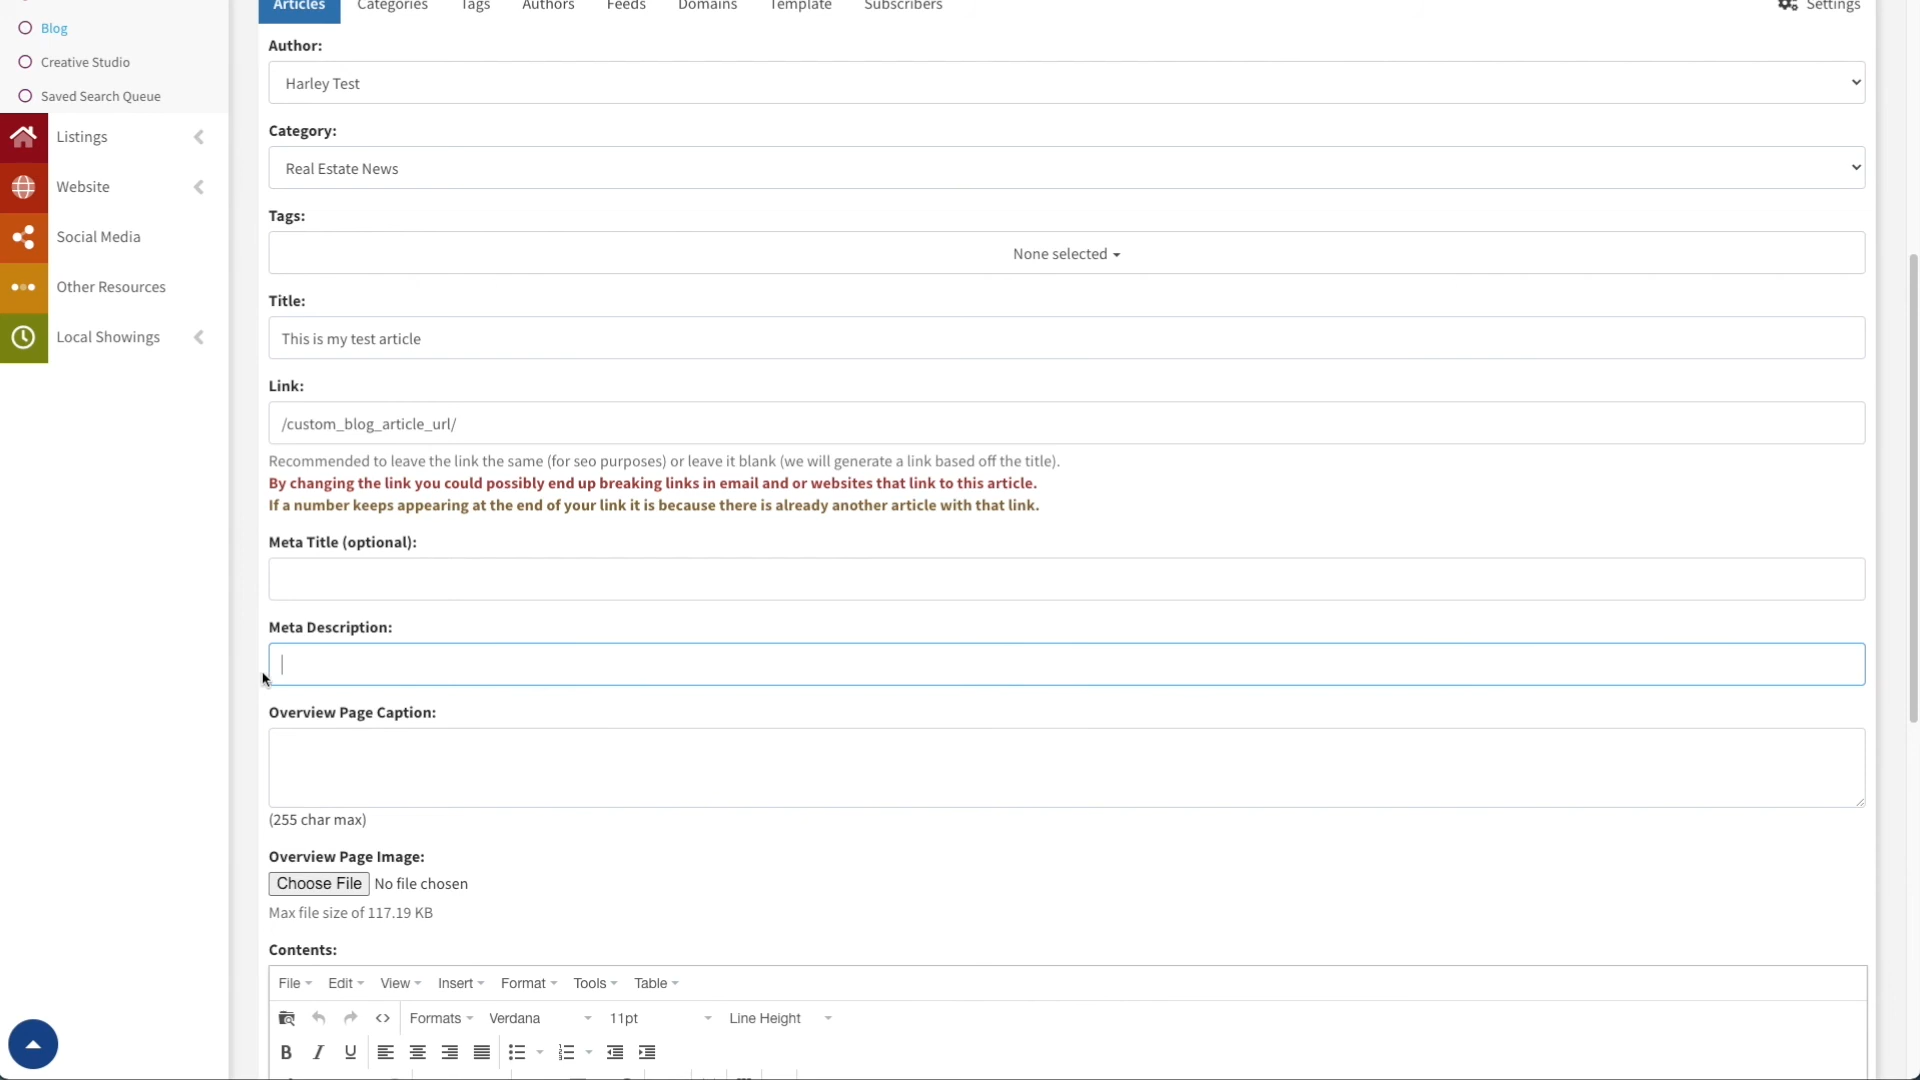 Articles Categories Tags Authors Feeds Domains Template Subscribers Settings
Blog
Creative Studio
Saved Search Queue
Listings
Website
Social Media
Other Resources
Local Showings
Author:
Harley Test
Category:
Real Estate News
Tags:
None selected
Title:
This is my test article
Link:
/custom_blog_article_url/
Recommended to leave the link the same (for seo purposes) or leave it blank (we will generate a link based off the title).
By changing the link you could possibly end up breaking links in email and or websites that link to this article.
If a number keeps appearing at the end of your link it is because there is already another article with that link.
Meta Title (optional):
Meta Description:
Overview Page Caption:
(255 char max)
Overview Page Image:
Choose File No file chosen
Max file size of 117.19 KB
Contents:
File Edit View Insert Format Tools Table
Formats Verdana 11pt Line Height
B I U